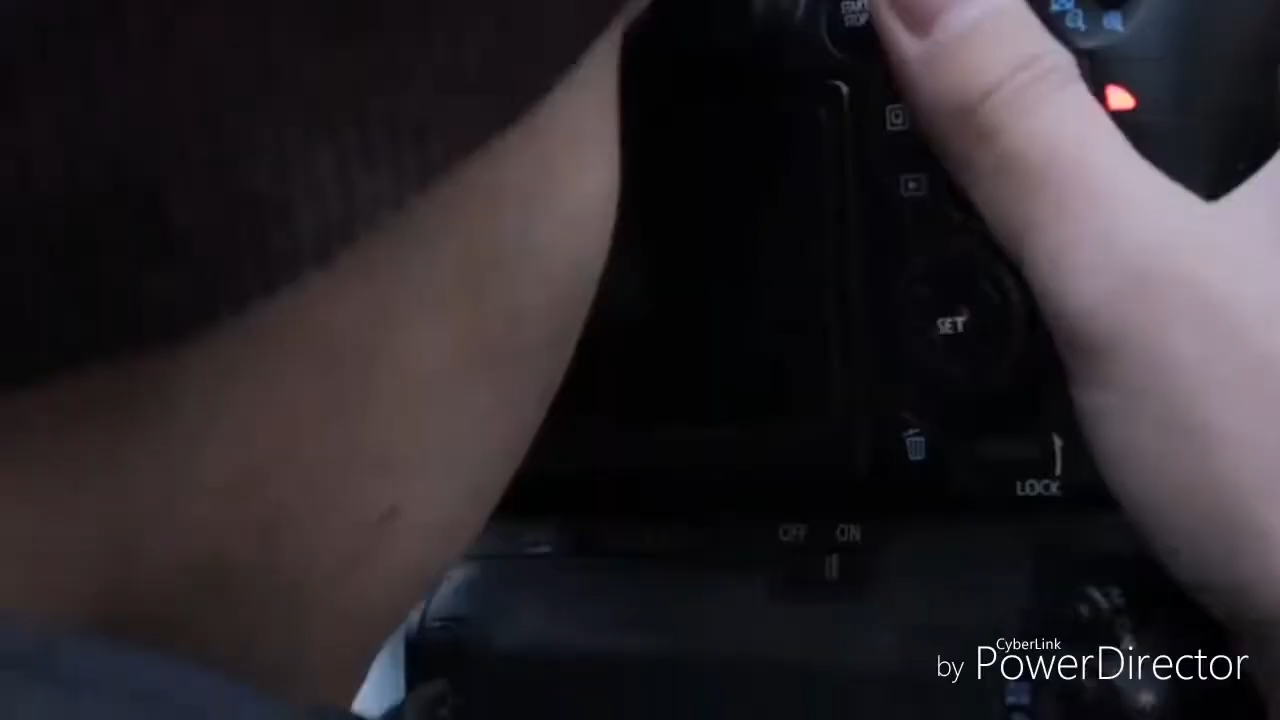 START
STOP
Q
SET
LOCK
OFF ON
CyberLink
by PowerDirector